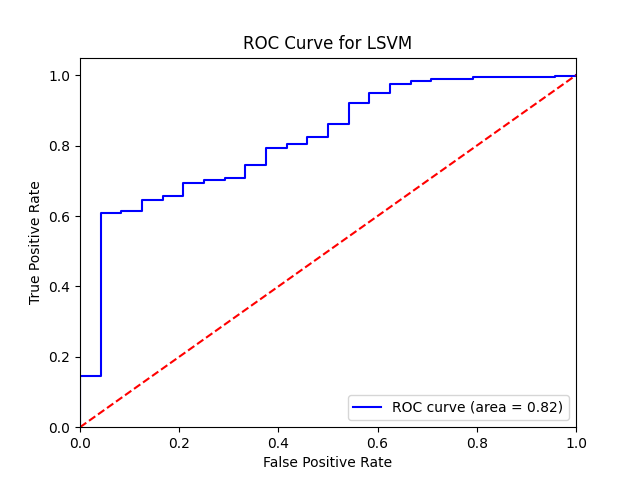 ROC Curve for LSVM
True Positive Rate
1.0
0.8
0.6
0.4
0.2
0.0
0.0 0.2 0.4 0.6 0.8 1.0
False Positive Rate
ROC curve (area = 0.82)